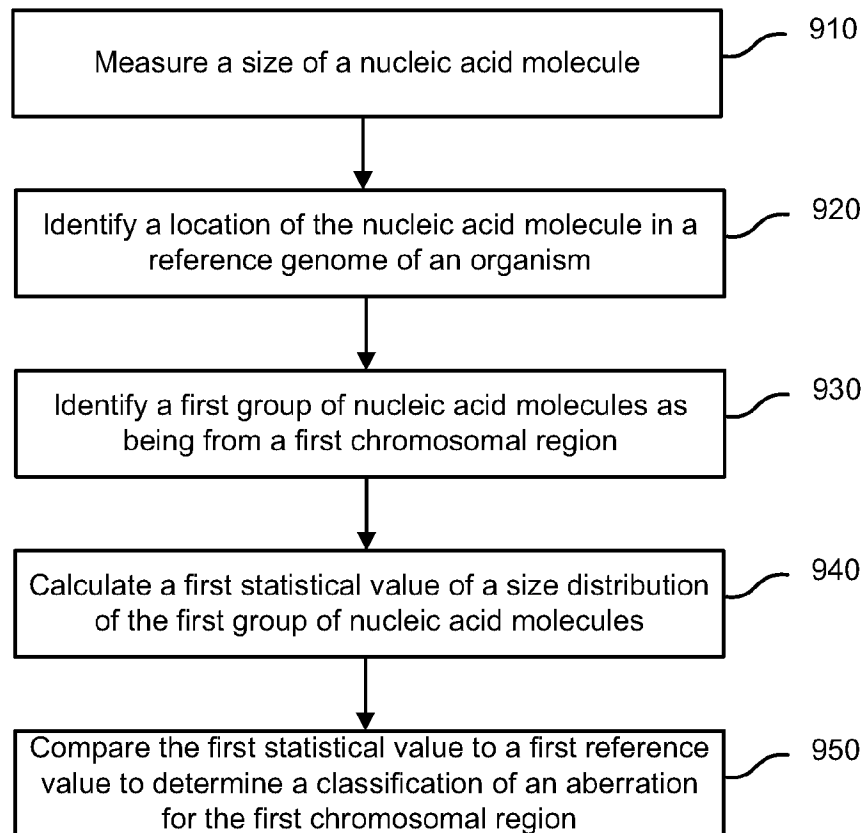 Measure a size of a nucleic acid molecule
910
Identify a location of the nucleic acid molecule in a
reference genome of an organism
920
Identify a first group of nucleic acid molecules as
being from a first chromosomal region
930
Calculate a first statistical value of a size distribution
of the first group of nucleic acid molecules
940
Compare the first statistical value to a first reference
value to determine a classification of an aberration
for the first chromosomal region
950